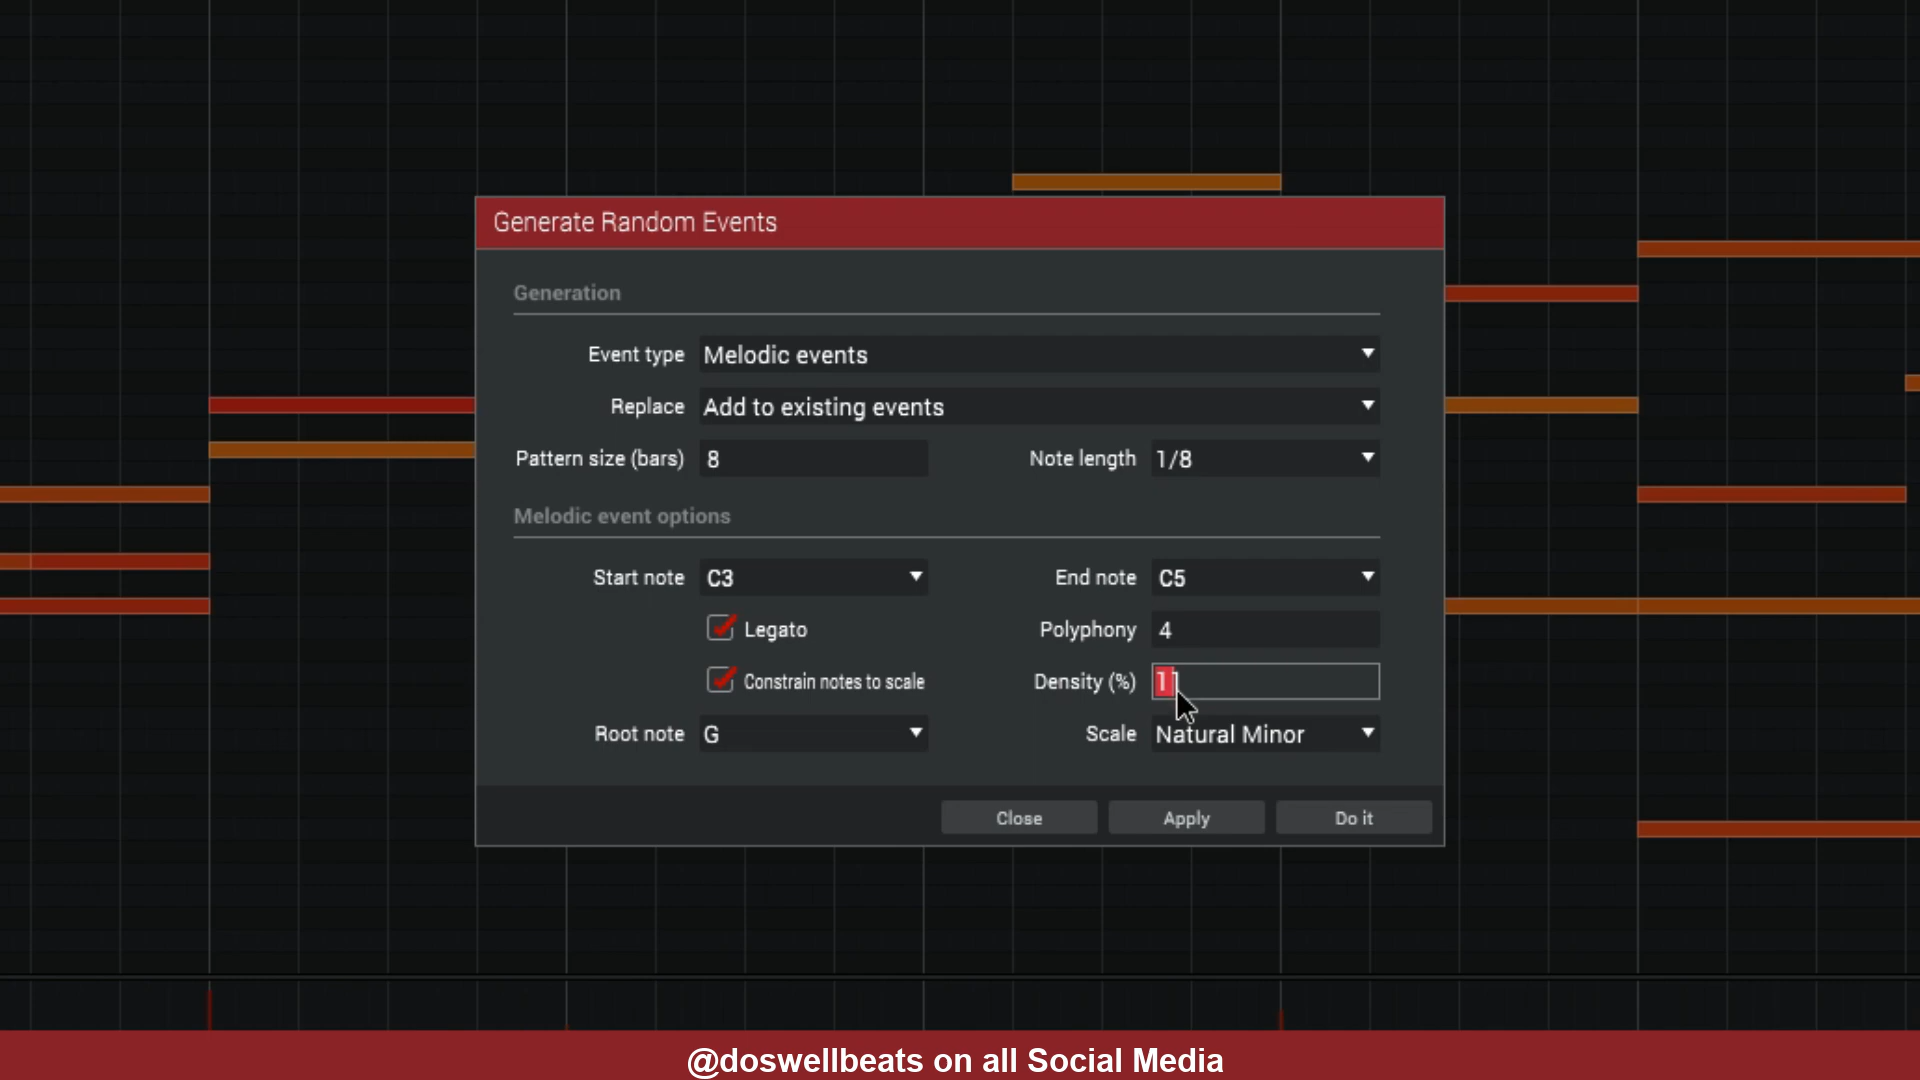 Generate Random Events
Generation
Event type Melodic events
Replace Add to existing events
Pattern size (bars) 8 Note length 1/8
Melodic event options
Start note C3 End note C5
Legato Polyphony 4
Constrain notes to scale Density (%) 11
Root note G Scale Natural Minor
Close Apply Do it
@doswellbeats on all Social Media